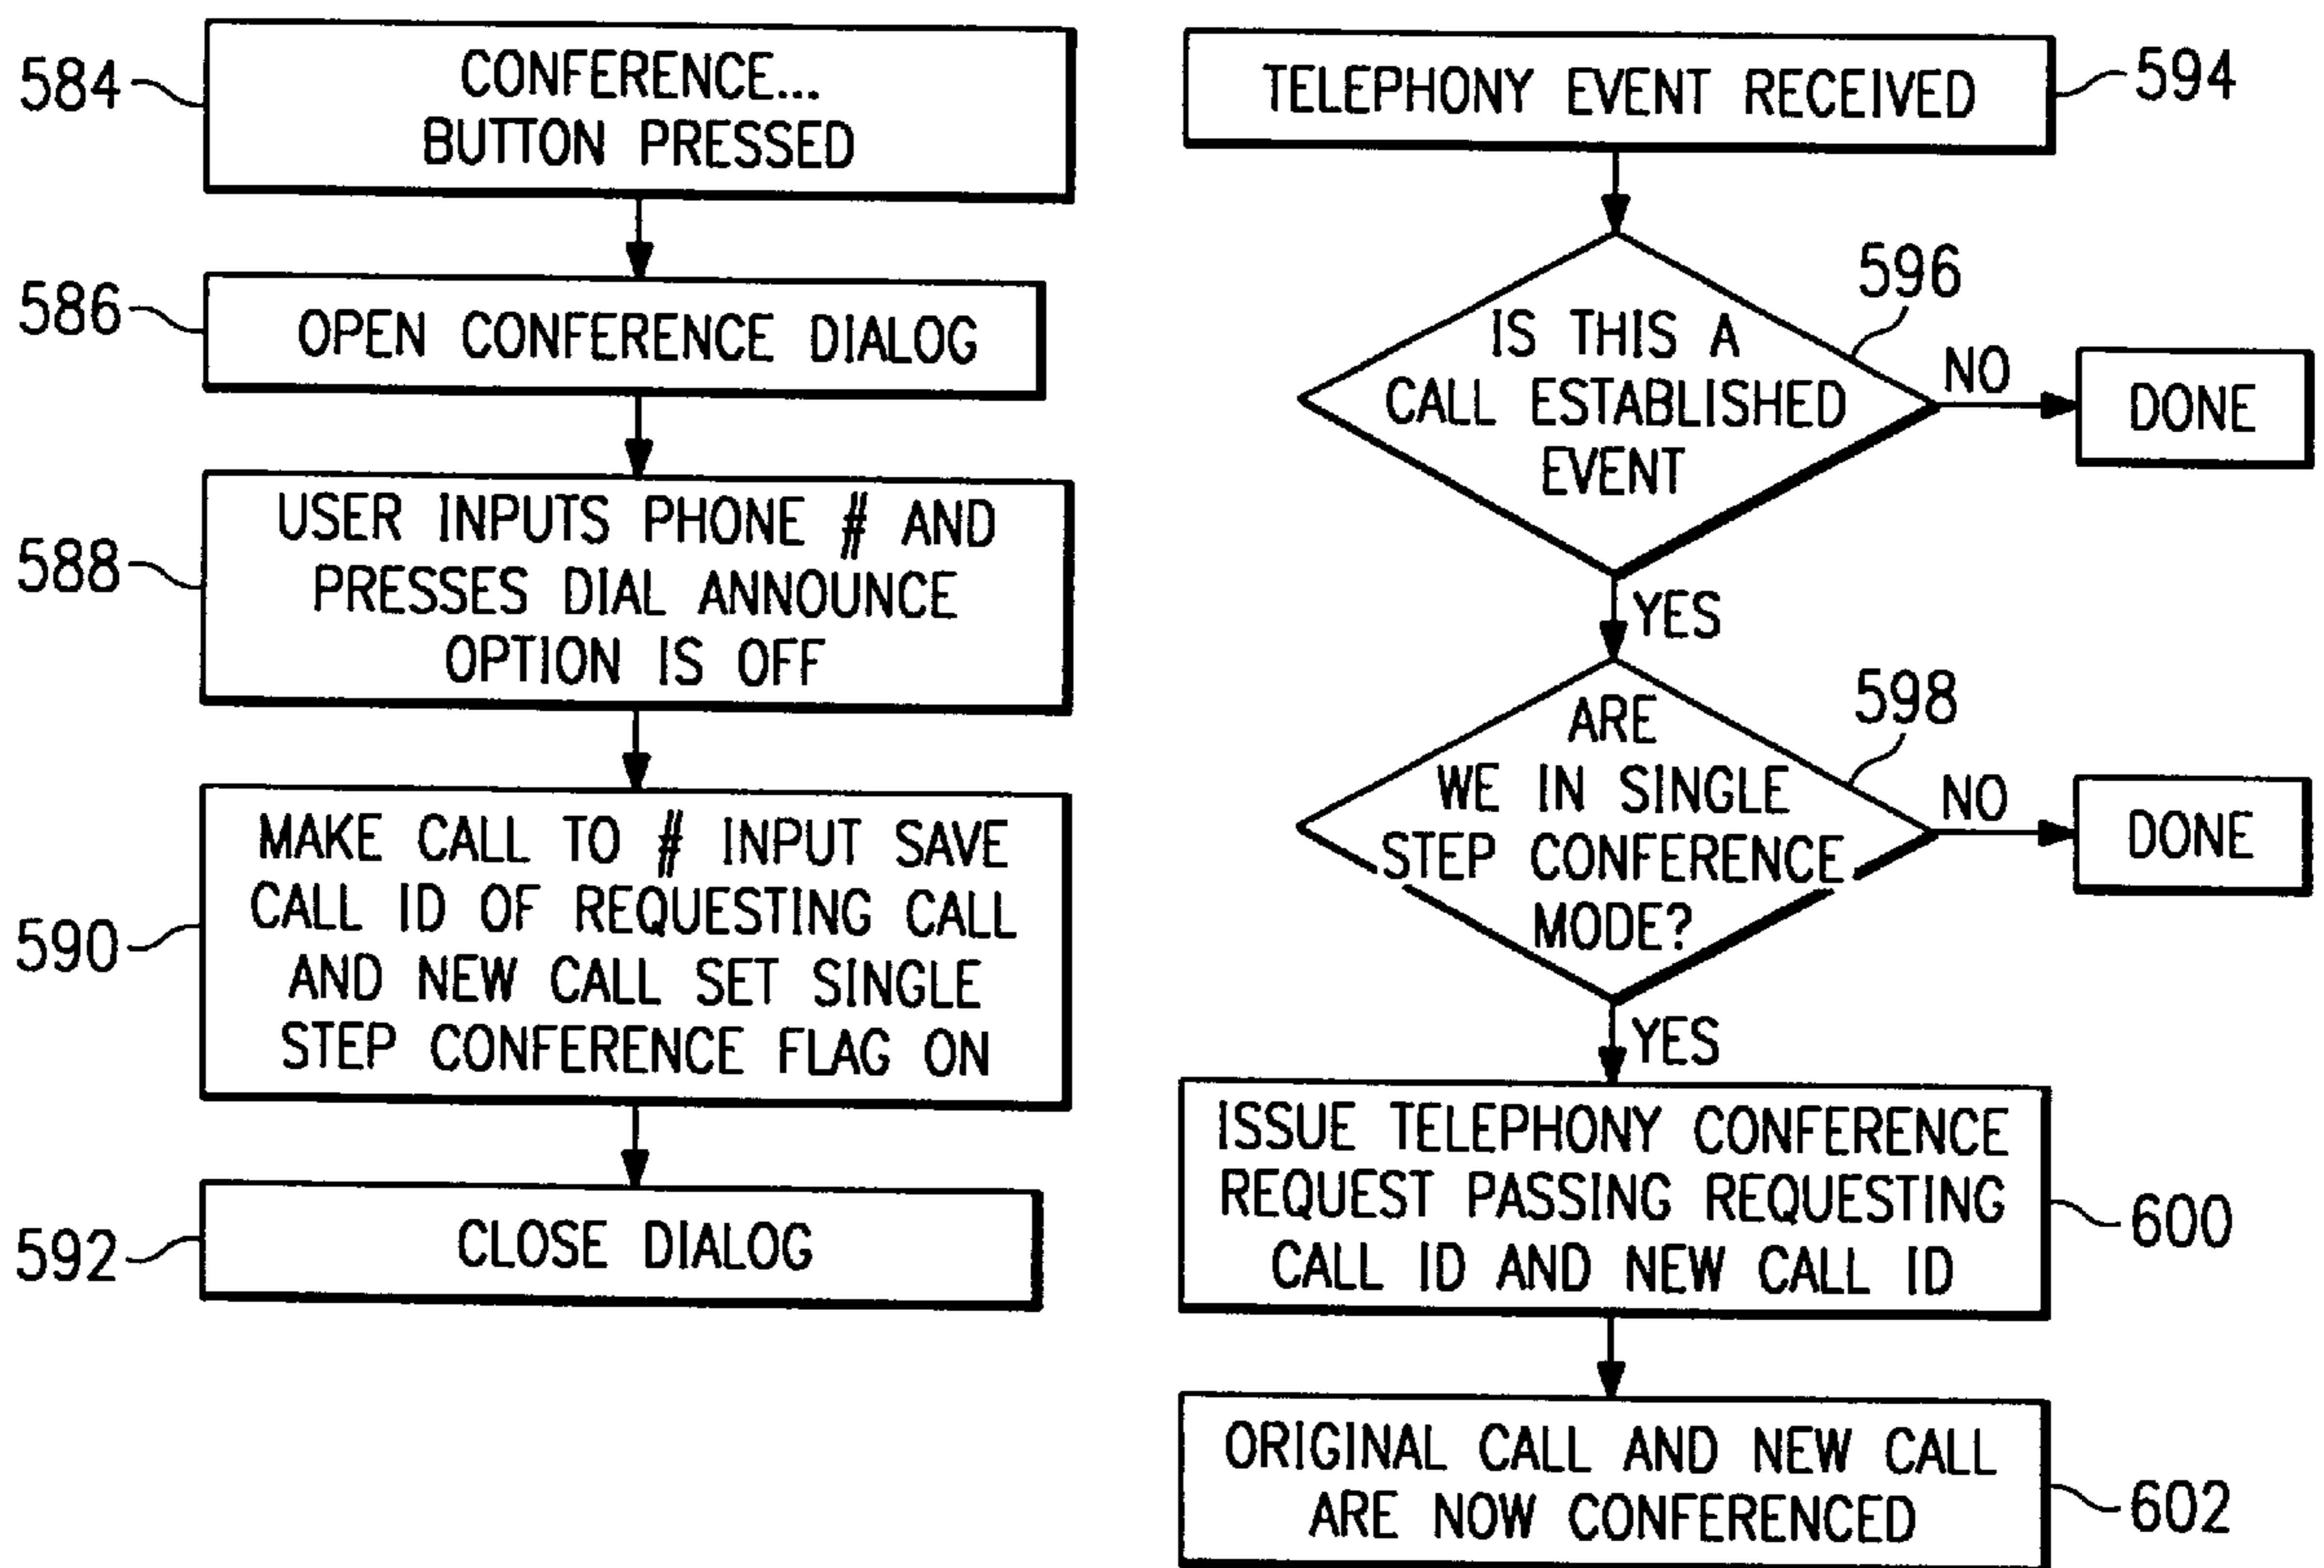 584
CONFERENCE...
BUTTON PRESSED
586
OPEN CONFERENCE DIALOG
588
USER INPUTS PHONE # AND
PRESSES DIAL ANNOUNCE
OPTION IS OFF
590
MAKE CALL TO # INPUT SAVE
CALL ID OF REQUESTING CALL
AND NEW CALL SET SINGLE
STEP CONFERENCE FLAG ON
592
CLOSE DIALOG
TELEPHONY EVENT RECEIVED
594
596
IS THIS A
CALL ESTABLISHED
EVENT
NO
DONE
YES
598
ARE
WE IN SINGLE
STEP CONFERENCE
MODE?
NO
DONE
YES
ISSUE TELEPHONY CONFERENCE
REQUEST PASSING REQUESTING
CALL ID AND NEW CALL ID
600
ORIGINAL CALL AND NEW CALL
ARE NOW CONFERENCED
602